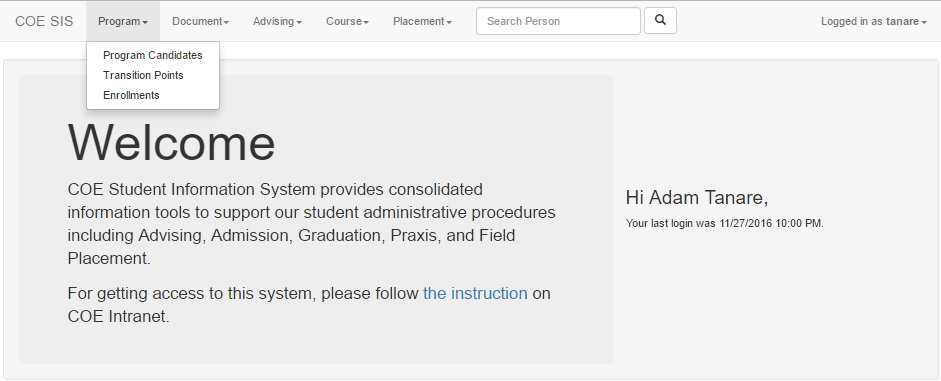 COE SIS Program Document Advising Course Placement Search Person Logged in as tanare
Program Candidates
Transition Points
Enrollments
Welcome
COE Student Information System provides consolidated
information tools to support our student administrative procedures
including Advising, Admission, Graduation, Praxis, and Field
Placement.
For getting access to this system, please follow the instruction on
COE Intranet.
Hi Adam Tanare,
Your last login was 11/27/2016 10:00 PM.